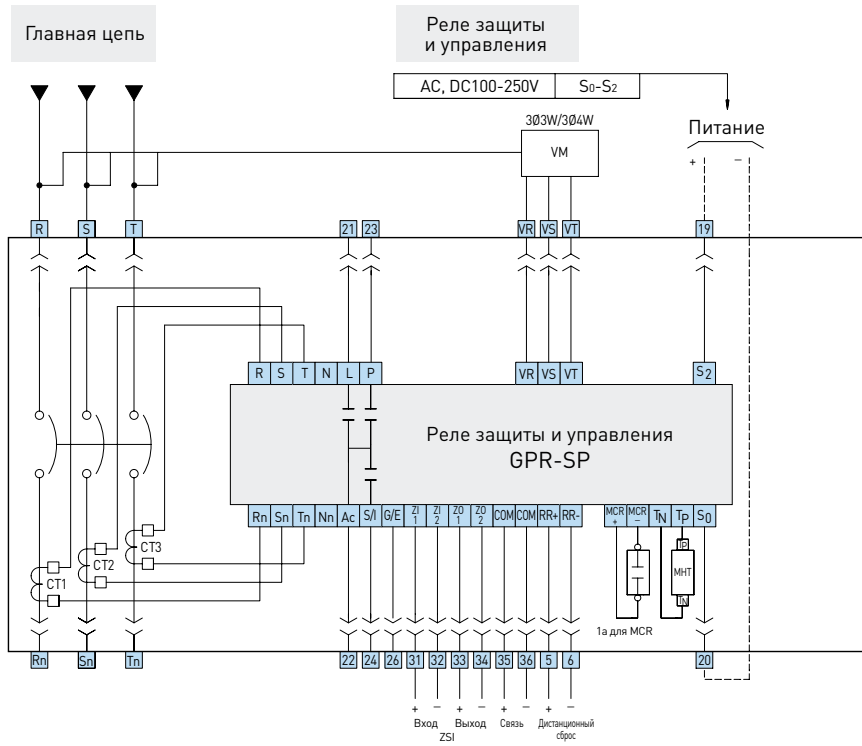 Главная цепь
Реле защиты
и управления
AC, DC100-250V S0-S2
3Ø3W/3Ø4W
VM
Питание
+ −
R S T 21 23 VR VS VT 19
R S T N L P VR VS VT S2
Реле защиты и управления
GPR-SP
Rn Sn Tn Nn Ac S/I G/E ZI 1 ZI 2 ZO 1 ZO 2 COM COM RR+ RR- MCR + MCR − TN TP S0
CT1 CT2 CT3
TP
МНТ
TN
1a для MCR
Rn Sn Tn 22 24 26 31 32 33 34 35 36 5 6 20
+ − + − + − + −
Вход Выход Связь Дистанционный
ZSI сброс